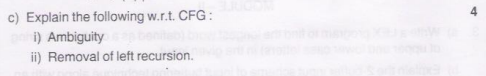 c) Explain the following w.r.t. CFG : 4
i) Ambiguity
ii) Removal of left recursion.